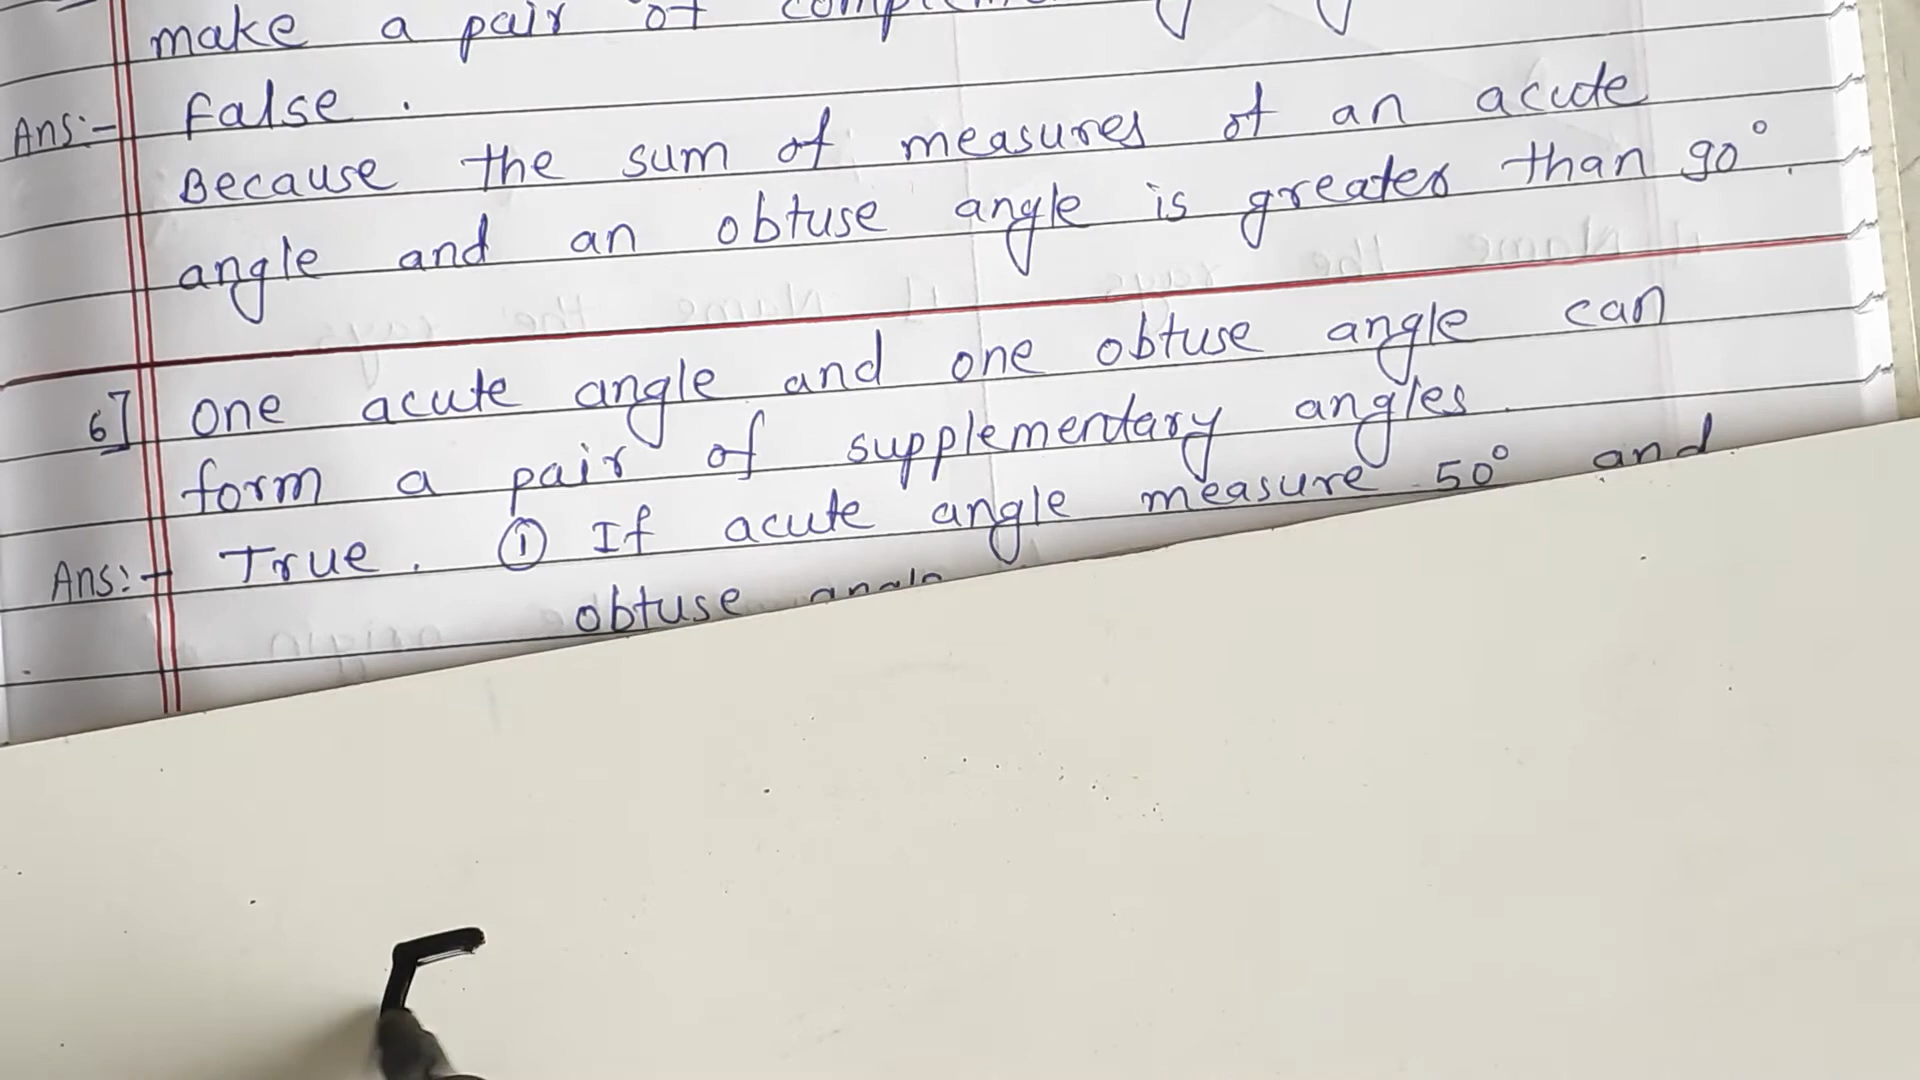 make a pair of
Ans:- False.
Because the sum of measures of an acute
angle and an obtuse angle is greater than 90°.
6] one acute angle and one obtuse angle can
form a pair of supplementary angles.
Ans:- True. ① If acute angle measure 50° and
obtuse